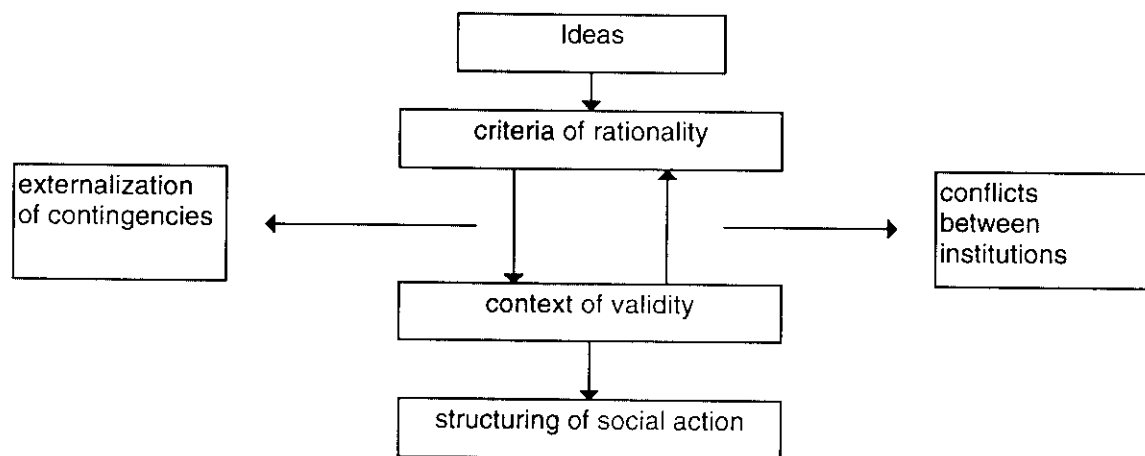 Ideas
criteria of rationality
externalization
of contingencies
conflicts
between
institutions
context of validity
structuring of social action